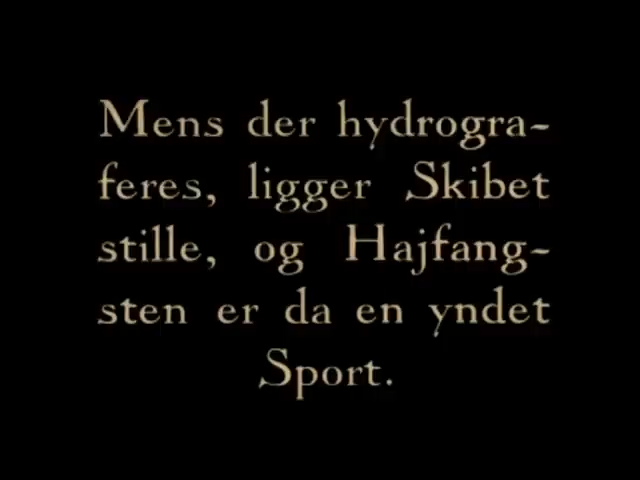 Mens der hydrogra-
feres, ligger Skibet
stille, og Hajfang-
sten er da en yndet
Sport.